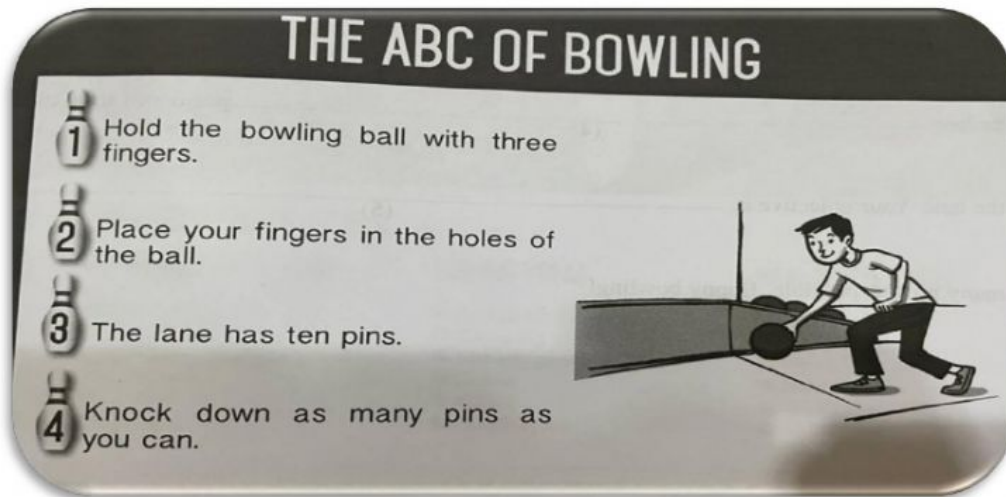 THE ABC OF BOWLING
1 Hold the bowling ball with three
fingers.
2 Place your fingers in the holes of
the ball.
3 The lane has ten pins.
4 Knock down as many pins as
you can.